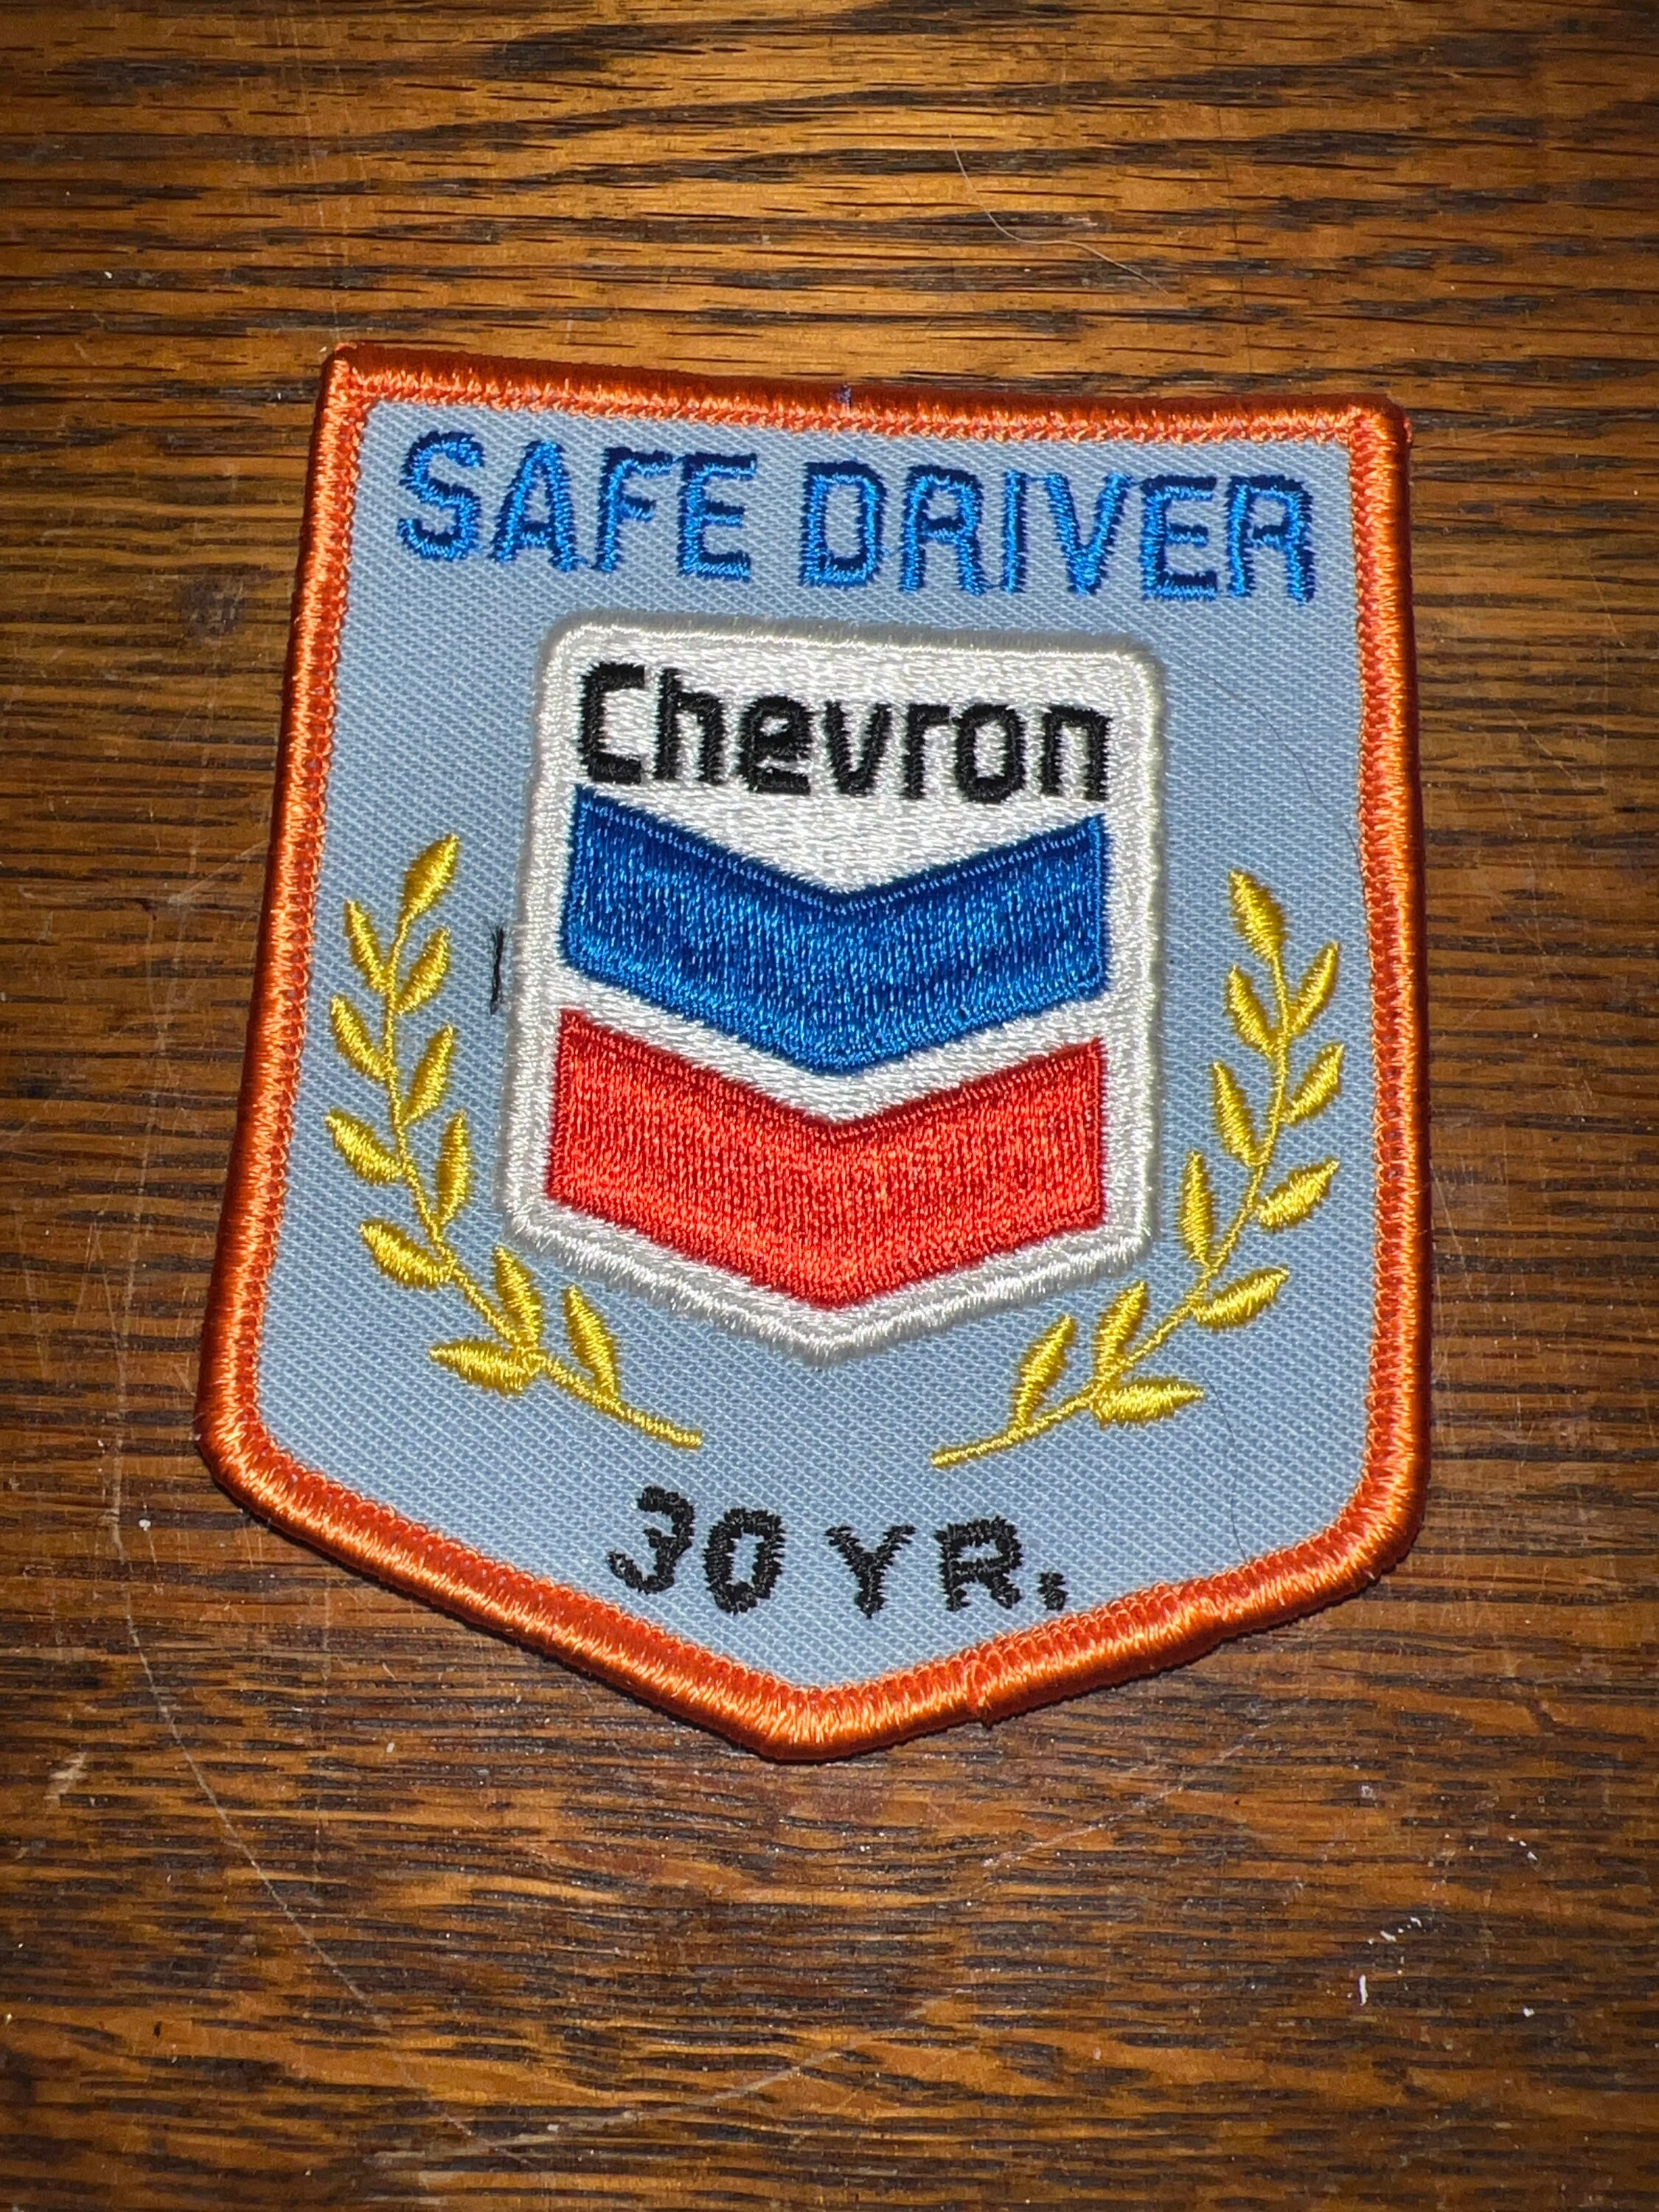 SAFE DRIVER
Chevron
30 YR.